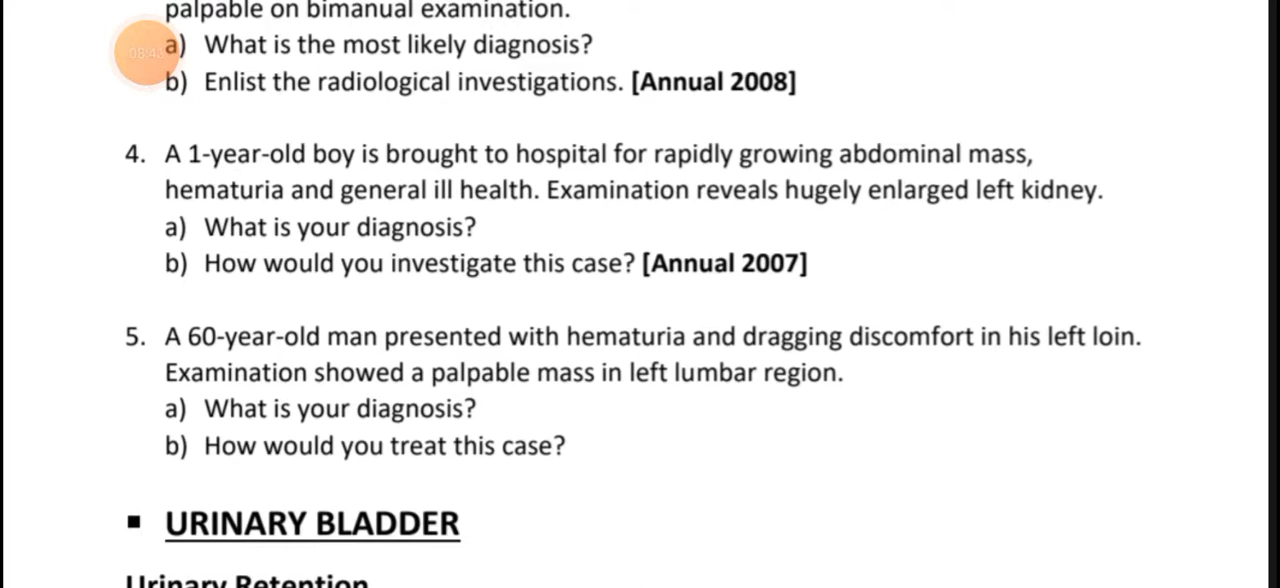 palpable on bimanual examination.
08:4
a) What is the most likely diagnosis?
b) Enlist the radiological investigations. [Annual 2008]
4. A 1-year-old boy is brought to hospital for rapidly growing abdominal mass,
hematuria and general ill health. Examination reveals hugely enlarged left kidney.
a) What is your diagnosis?
b) How would you investigate this case? [Annual 2007]
5. A 60-year-old man presented with hematuria and dragging discomfort in his left loin.
Examination showed a palpable mass in left lumbar region.
a) What is your diagnosis?
b) How would you treat this case?
▪ URINARY BLADDER
Urinary Retention